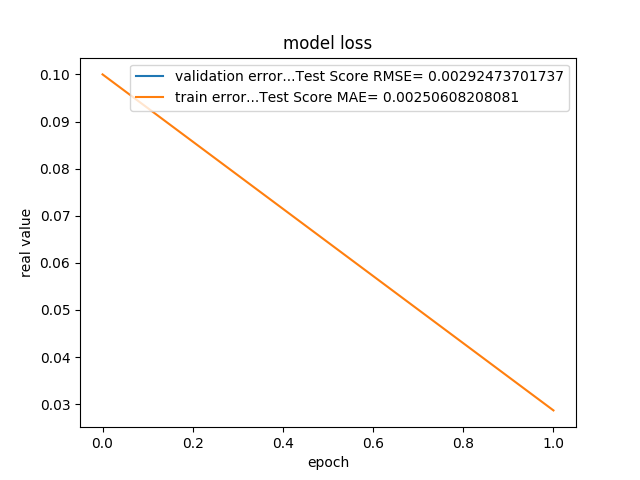 model loss
validation error...Test Score RMSE= 0.00292473701737
train error...Test Score MAE= 0.00250608208081
real value
0.10
0.09
0.08
0.07
0.06
0.05
0.04
0.03
0.0 0.2 0.4 0.6 0.8 1.0
epoch